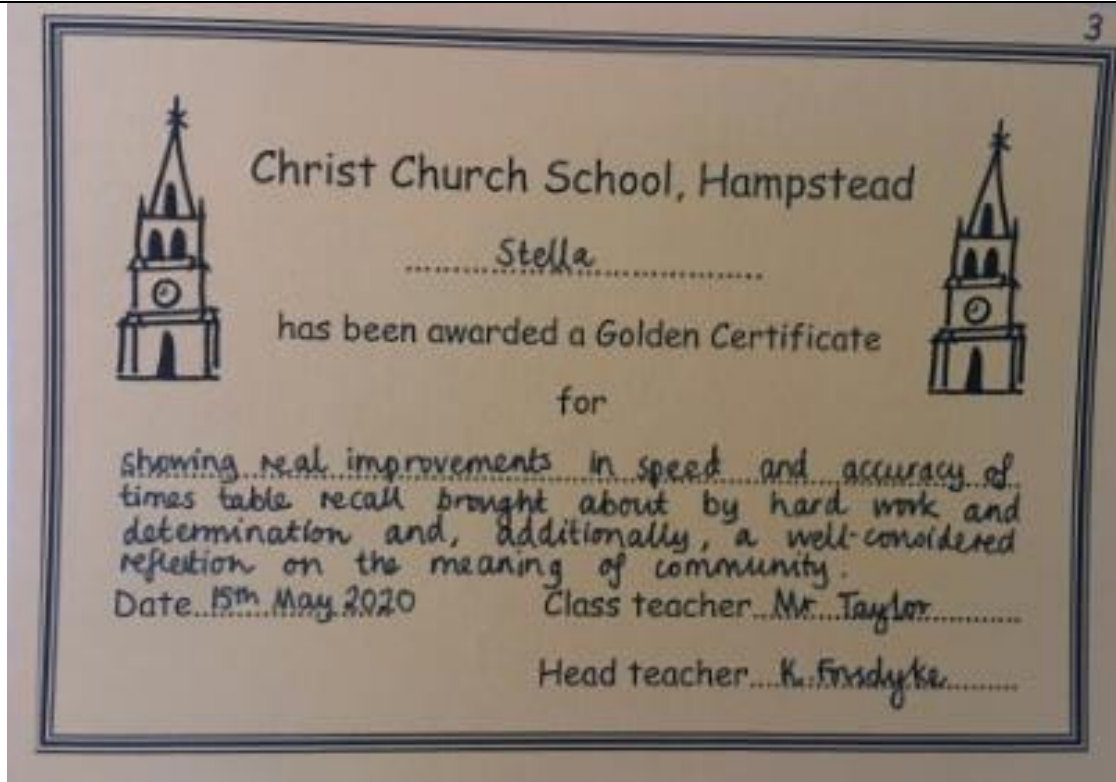 3
Christ Church School, Hampstead
Stella
has been awarded a Golden Certificate
for
showing real improvements in speed and accuracy of
times table recall brought about by hard work and
determination and, additionally, a well-considered
reflection on the meaning of community.
Date 15th May 2020 Class teacher Mr Taylor
Head teacher K. Frusdyke